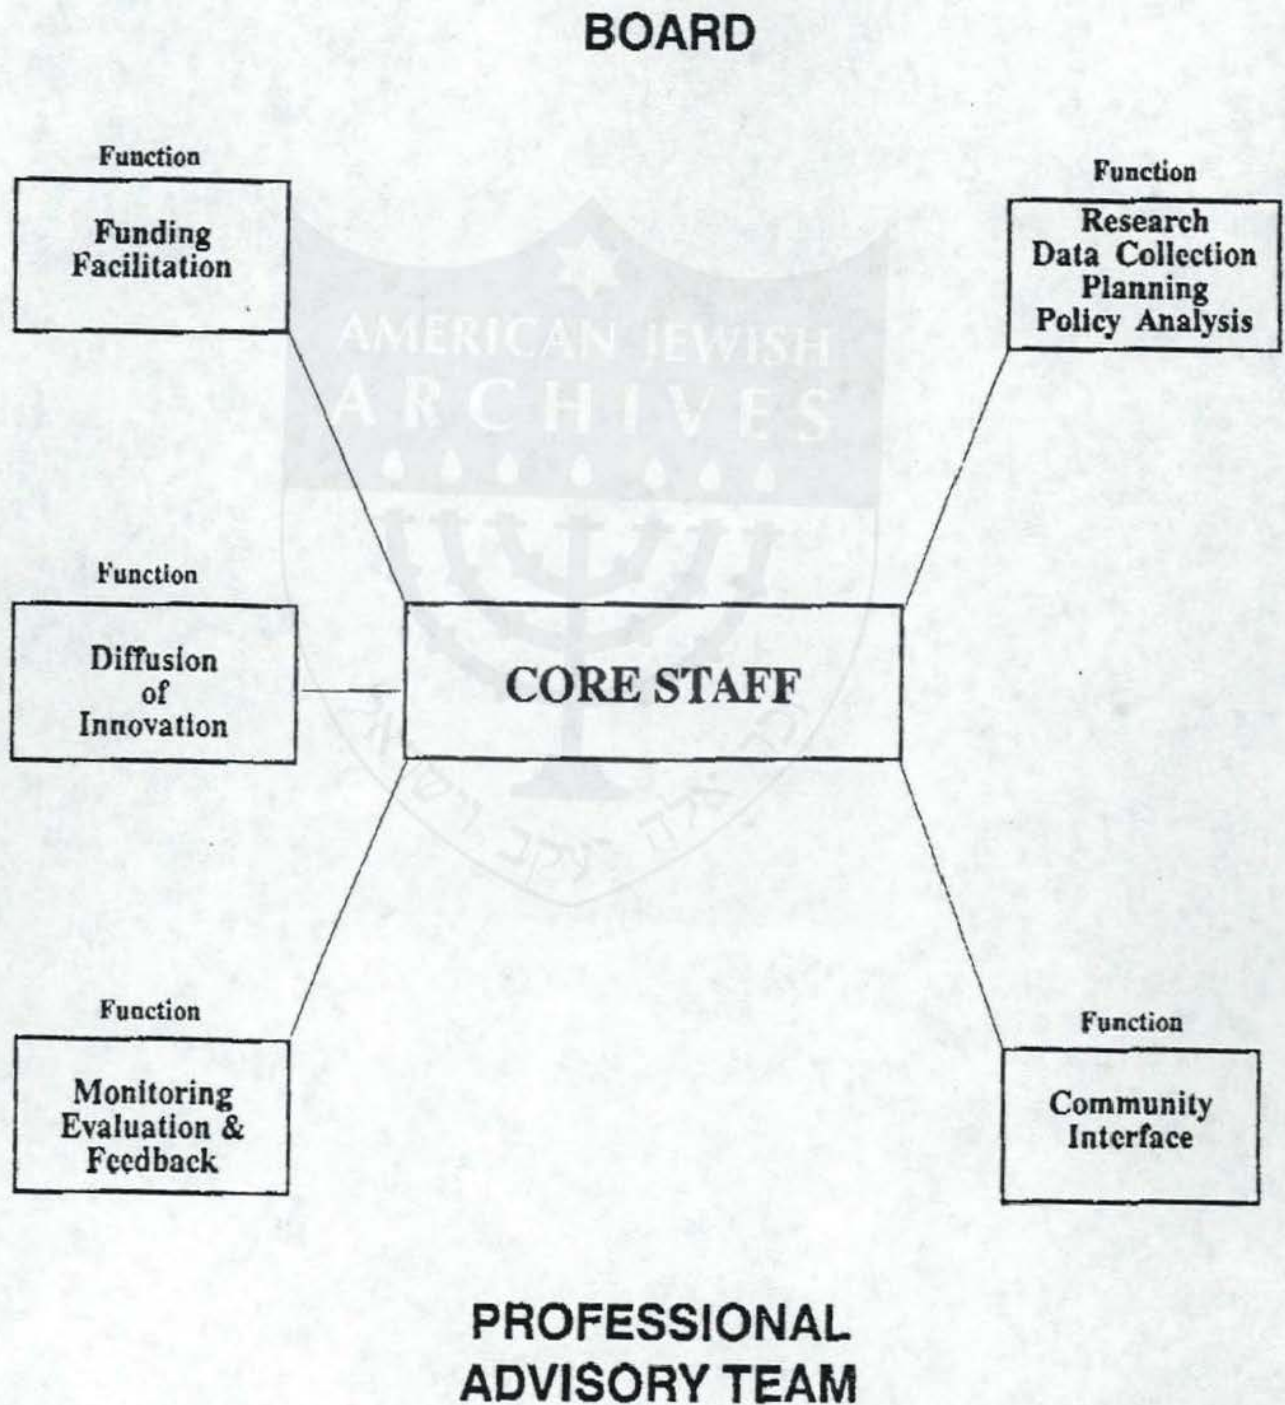 BOARD
Function
Funding
Facilitation
Function
Research
Data Collection
Planning
Policy Analysis
AMERICAN JEWISH
ARCHIVES
Function
Diffusion
of
Innovation
CORE STAFF
Function
Monitoring
Evaluation &
Feedback
Function
Community
Interface
PROFESSIONAL
ADVISORY TEAM